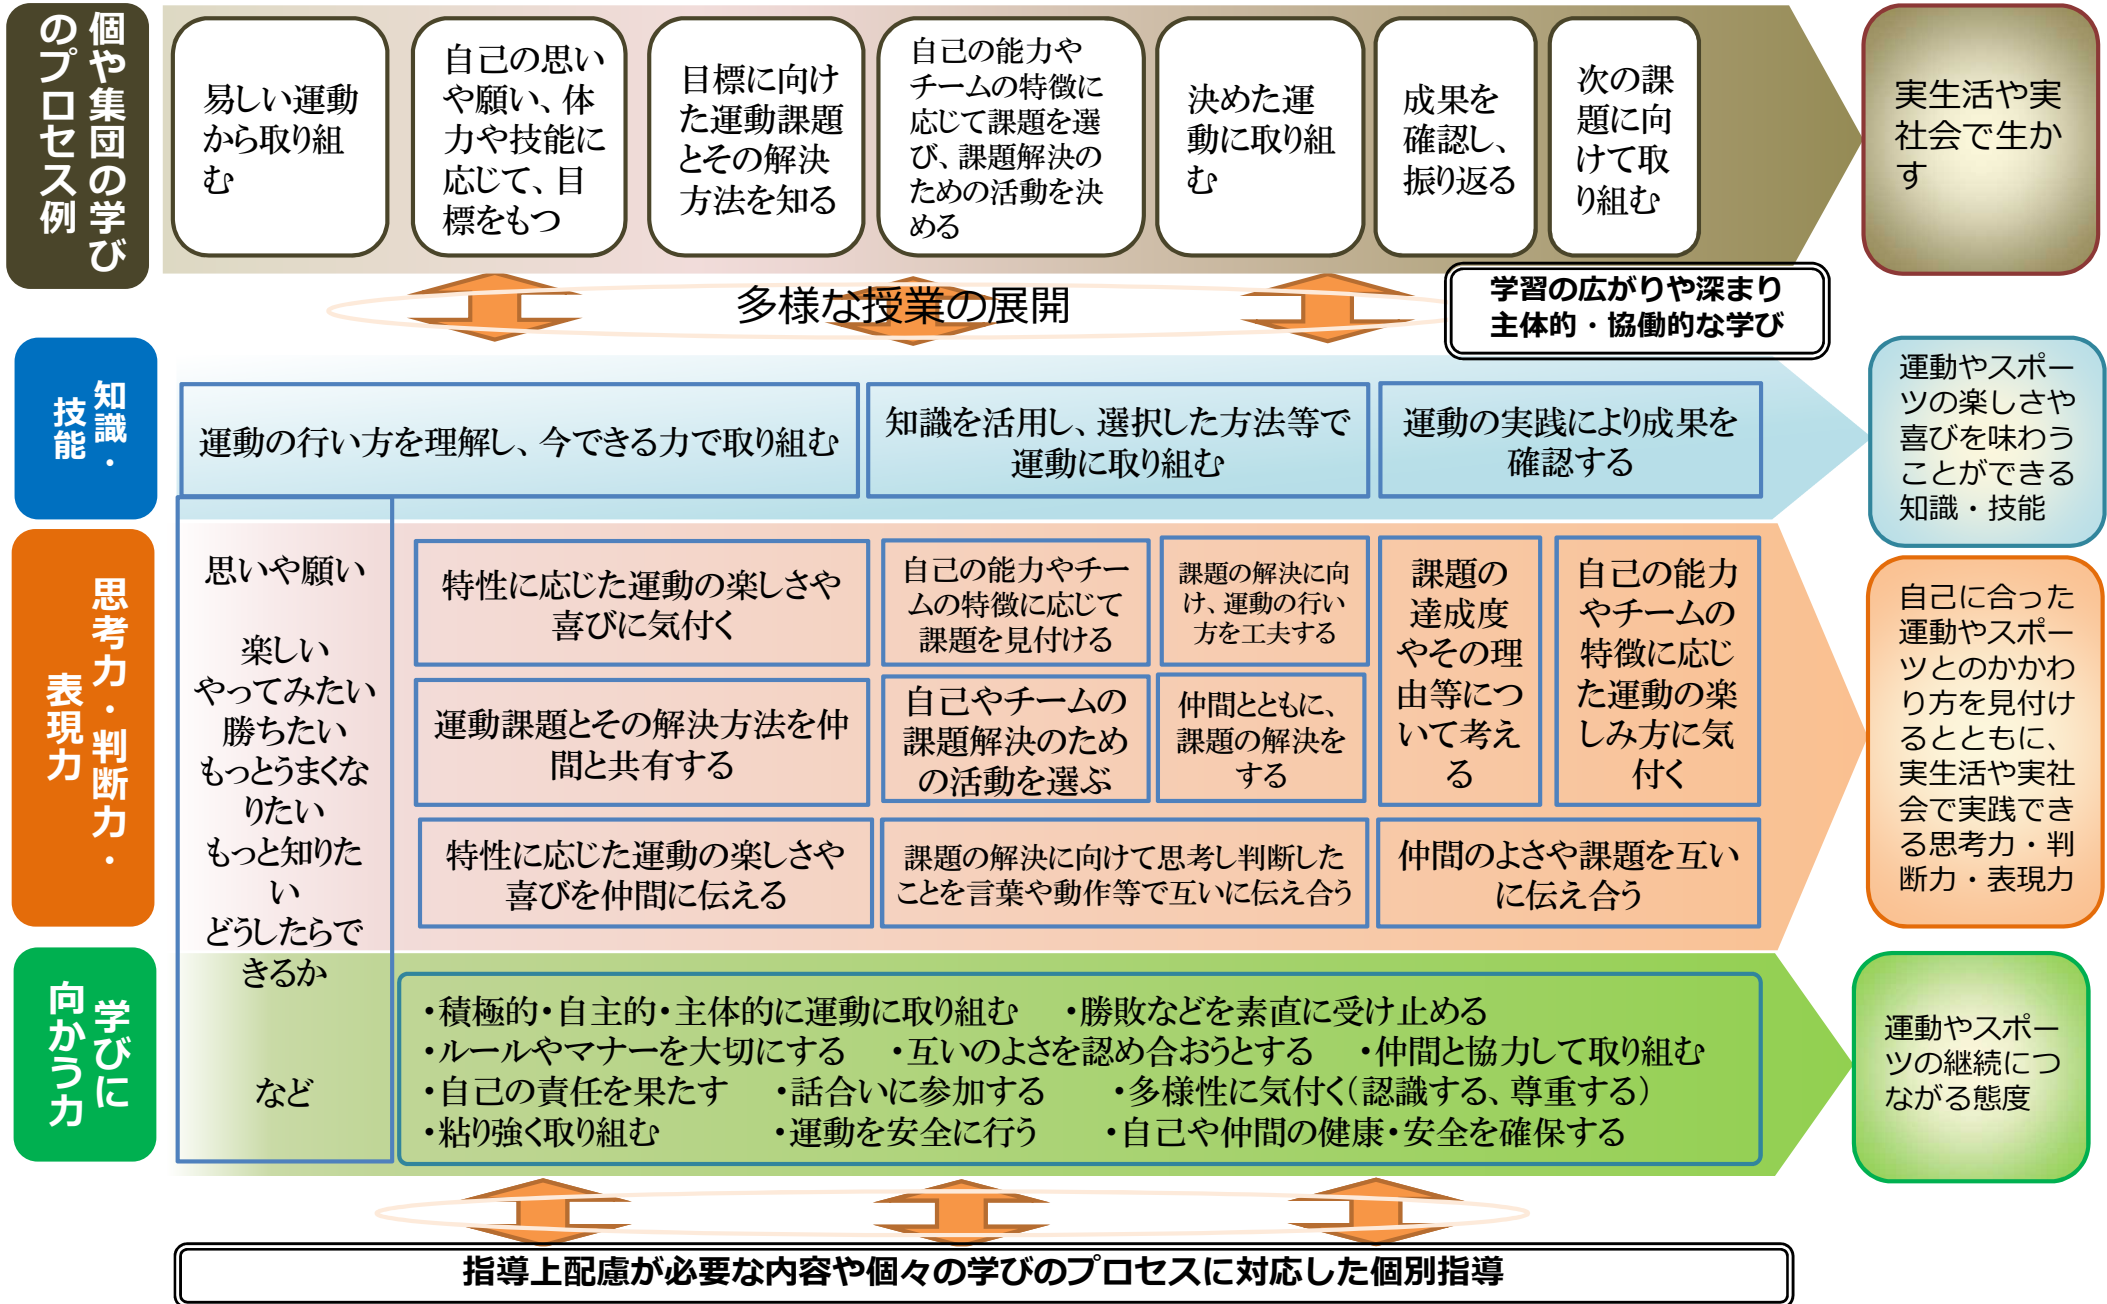 個や集団の学び
のプロセス例
易しい運動
から取り組
む
自己の思い
や願い、体
力や技能に
応じて、目
標をもつ
目標に向け
た運動課題
とその解決
方法を知る
自己の能力や
チームの特徴に
応じて課題を選
び、課題解決の
ための活動を決
める
決めた運
動に取り組
む
成果を
確認し、
振り返る
次の課
題に向
けて取
り組む
実生活や実
社会で生か
す
多様な授業の展開
学習の広がりや深まり
主体的・協働的な学び
知識・
技能
運動の行い方を理解し、今できる力で取り組む
知識を活用し、選択した方法等で
運動に取り組む
運動の実践により成果を
確認する
運動やスポー
ツの楽しさや
喜びを味わう
ことができる
知識・技能
思考力・判断力・
表現力
思いや願い
楽しい
やってみたい
勝ちたい
もっとうまくな
りたい
もっと知りた
い
どうしたらで
きるか
など
特性に応じた運動の楽しさや
喜びに気付く
自己の能力やチー
ムの特徴に応じて
課題を見付ける
課題の解決に向
け、運動の行い
方を工夫する
課題の
達成度
やその理
由等につ
いて考え
る
自己の能力
やチームの
特徴に応じ
た運動の楽
しみ方に気
付く
運動課題とその解決方法を仲
間と共有する
自己やチームの
課題解決のため
の活動を選ぶ
仲間とともに、
課題の解決を
する
特性に応じた運動の楽しさや
喜びを仲間に伝える
課題の解決に向けて思考し判断した
ことを言葉や動作等で互いに伝え合う
仲間のよさや課題を互い
に伝え合う
自己に合った
運動やスポー
ツとのかかわ
り方を見付け
るとともに、
実生活や実社
会で実践でき
る思考力・判
断力・表現力
学びに
向かう力
・積極的・自主的・主体的に運動に取り組む ・勝敗などを素直に受け止める
・ルールやマナーを大切にする ・互いのよさを認め合おうとする ・仲間と協力して取り組む
・自己の責任を果たす ・話合いに参加する ・多様性に気付く(認識する、尊重する)
・粘り強く取り組む ・運動を安全に行う ・自己や仲間の健康・安全を確保する
運動やスポー
ツの継続につ
ながる態度
指導上配慮が必要な内容や個々の学びのプロセスに対応した個別指導